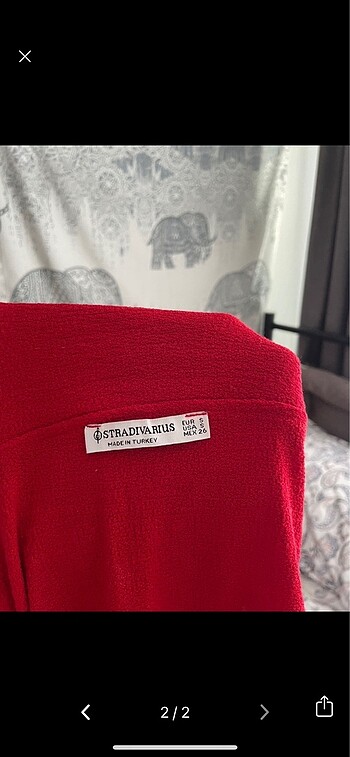 STRADIVARIUS
MADE IN TURKEY
EUR S
USA S
MEX 26
2/2